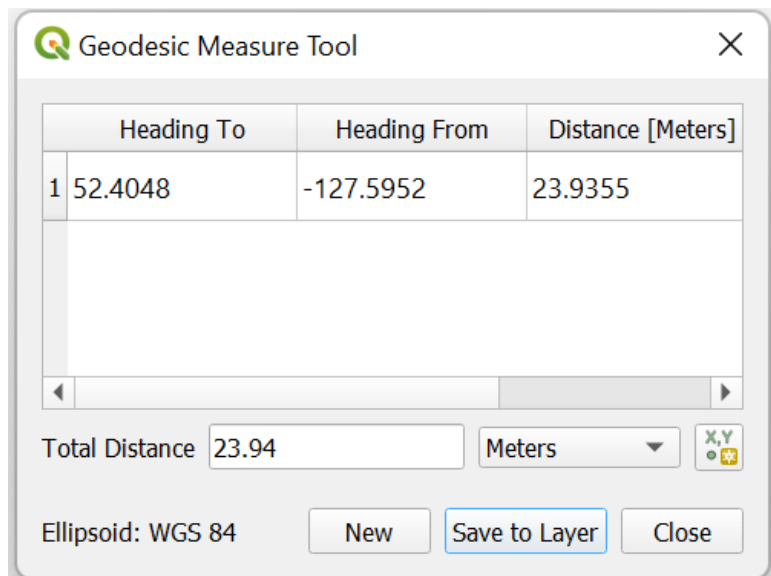 Geodesic Measure Tool
Heading To Heading From Distance [Meters]
1 52.4048 -127.5952 23.9355
Total Distance 23.94 Meters X,Y
Ellipsoid: WGS 84 New Save to Layer Close